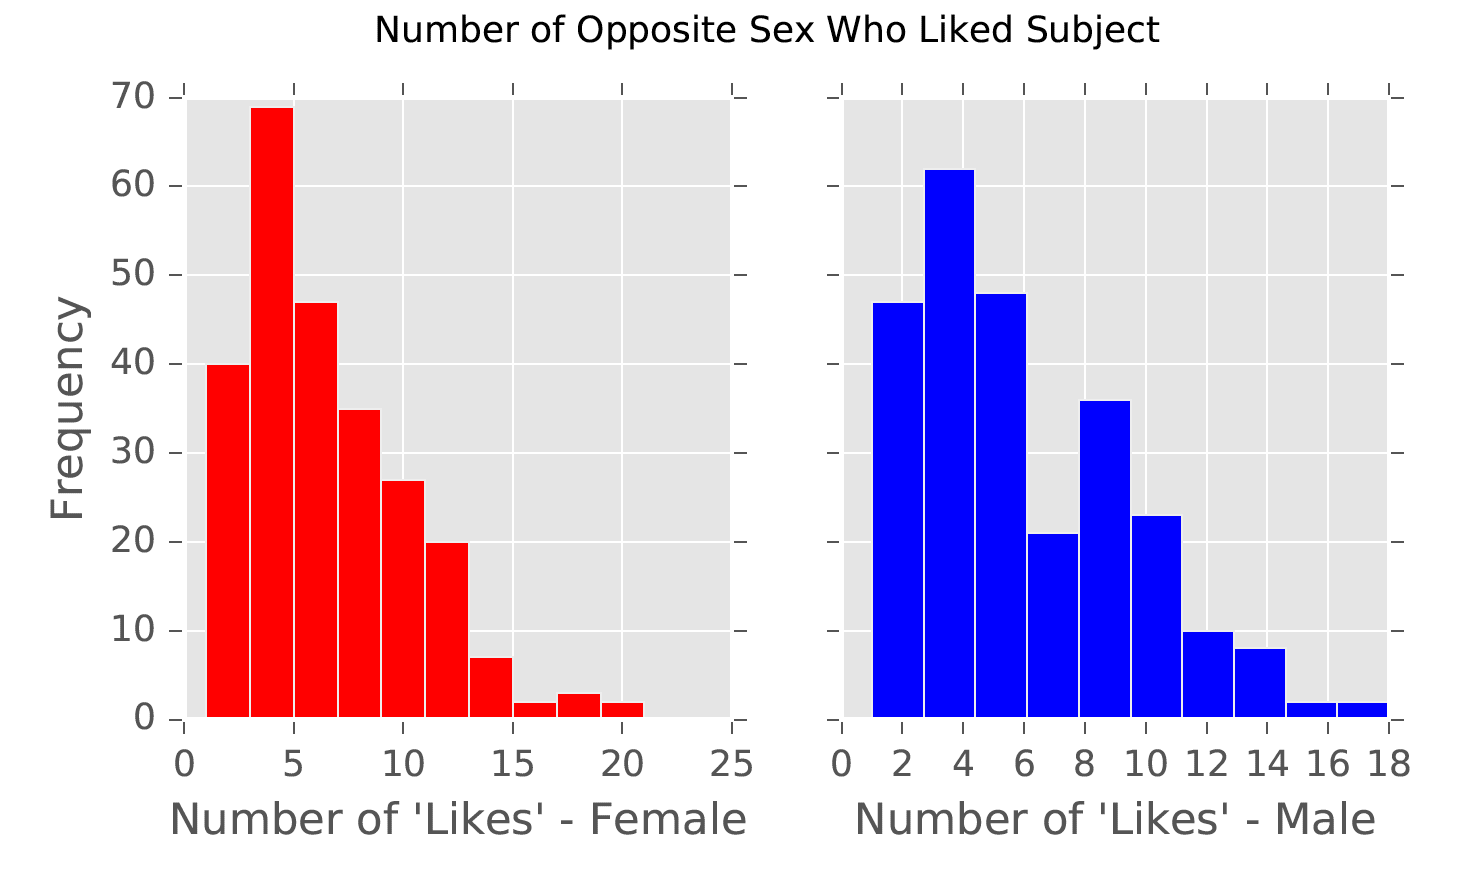 Number of Opposite Sex Who Liked Subject
70
60
50
40
30
20
10
0
Frequency
0 5 10 15 20 25
Number of 'Likes' - Female
0 2 4 6 8 10 12 14 16 18
Number of 'Likes' - Male